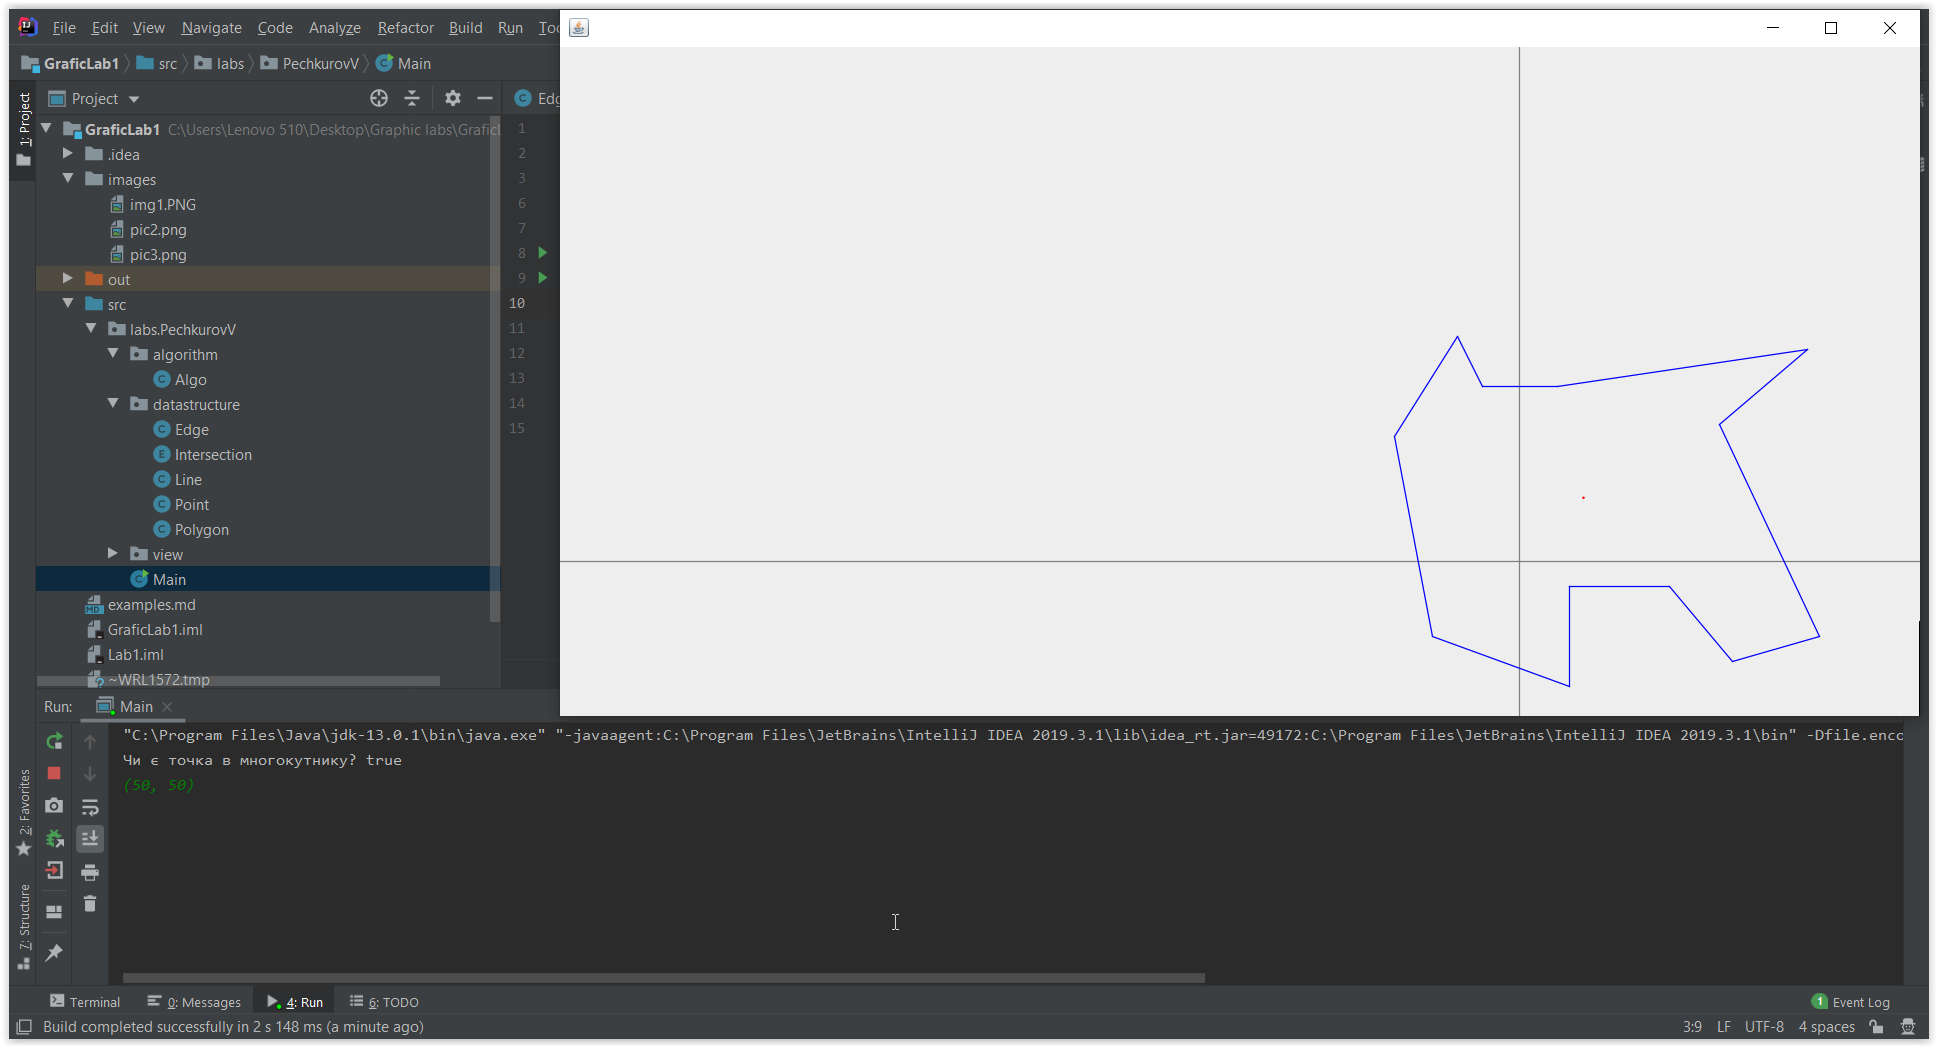 File Edit View Navigate Code Analyze Refactor Build Run Too
GraficLab1 src labs PechkurovV Main
Project
Edg
1: Project
GraficLab1 C:\Users\Lenovo 510\Desktop\Graphic labs\GraficL
.idea
images
img1.PNG
pic2.png
pic3.png
out
src
labs.PechkurovV
algorithm
Algo
datastructure
Edge
Intersection
Line
Point
Polygon
view
Main
examples.md
GraficLab1.iml
Lab1.iml
~WRL1572.tmp
1
2
3
6
7
8
9
10
11
12
13
14
15
Run: Main
"C:\Program Files\Java\jdk-13.0.1\bin\java.exe" "-javaagent:C:\Program Files\JetBrains\IntelliJ IDEA 2019.3.1\lib\idea_rt.jar=49172:C:\Program Files\JetBrains\IntelliJ IDEA 2019.3.1\bin" -Dfile.enco
Чи є точка в многокутнику? true
(50, 50)
2: Favorites
7: Structure
Terminal 0: Messages 4: Run 6: TODO 1 Event Log
Build completed successfully in 2 s 148 ms (a minute ago) 3:9 LF UTF-8 4 spaces